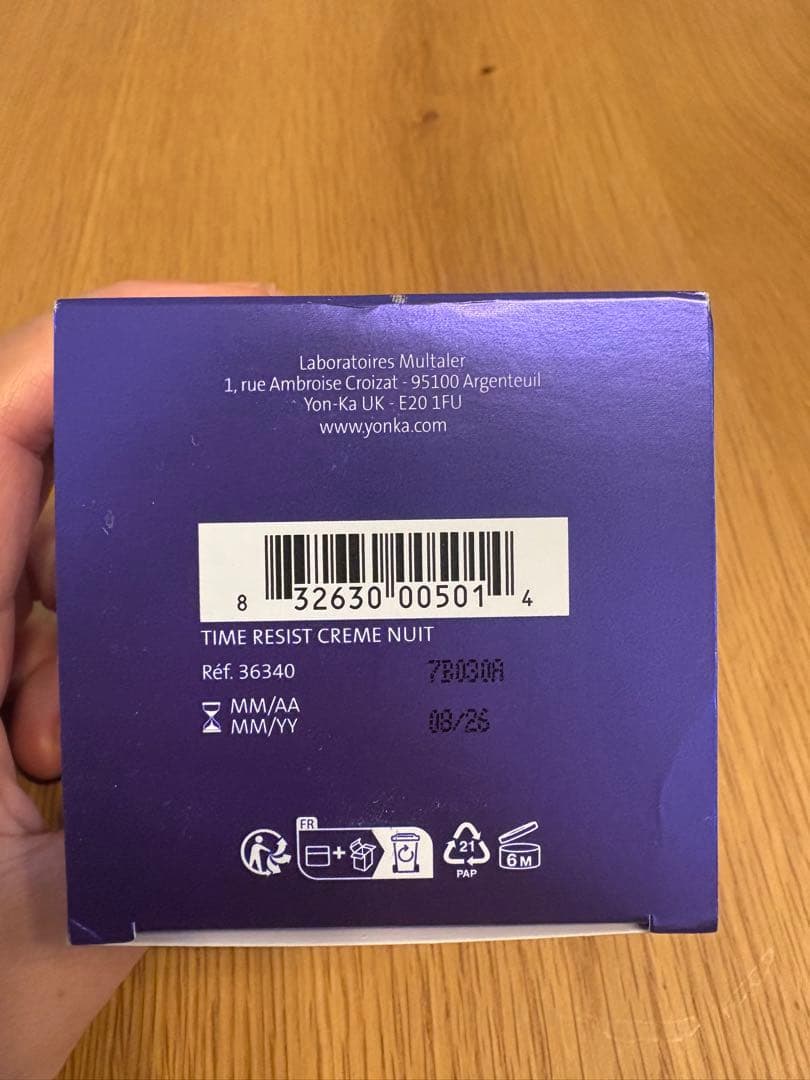 Laboratoires Multaler
1, rue Ambroise Croizat - 95100 Argenteuil
Yon-Ka UK - E20 1FU
www.yonka.com
8 32630 00501 4
TIME RESIST CREME NUIT
Réf. 36340 7B030A
MM/AA
MM/YY 08/26
FR
21
PAP
6 M